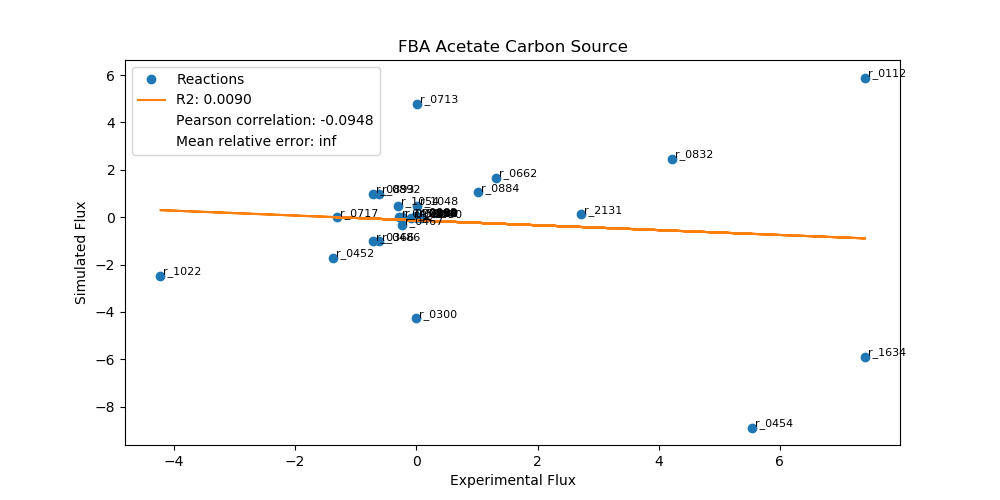 FBA Acetate Carbon Source
Reactions
R2: 0.0090
Pearson correlation: -0.0948
Mean relative error: inf
r_0112
r_0713
r_0832
r_0662
r_0884
r_1048
r_2131
r_0717
r_0452
r_1022
r_0300
r_1634
r_0454
6
4
2
0
−2
−4
−6
−8
Simulated Flux
−4
−2
0
2
4
6
Experimental Flux